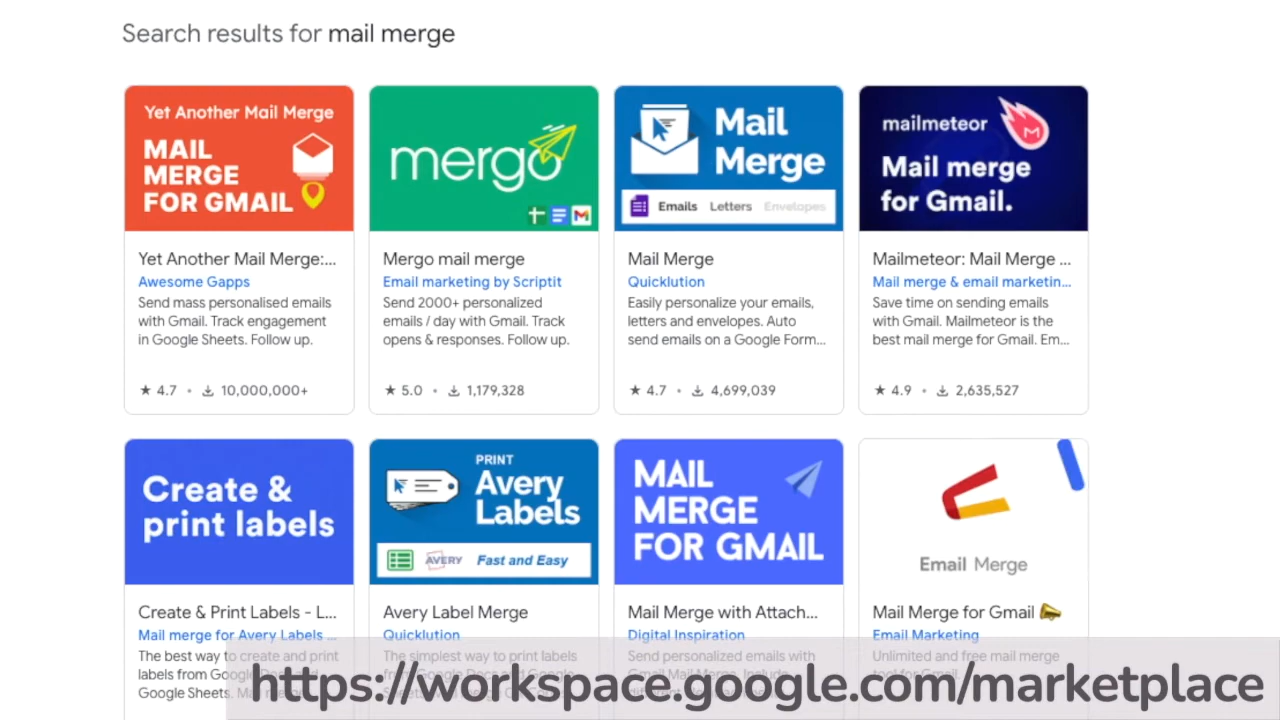 Search results for mail merge
Yet Another Mail Merge
MAIL
MERGE
FOR GMAIL
mergo
Mail
Merge
Emails Letters Envelopes
mailmeteor
Mail merge
for Gmail.
Yet Another Mail Merge:...
Awesome Gapps
Send mass personalised emails
with Gmail. Track engagement
in Google Sheets. Follow up.
★ 4.7 • 10,000,000+
Mergo mail merge
Email marketing by Scriptit
Send 2000+ personalized
emails / day with Gmail. Track
opens & responses. Follow up.
★ 5.0 • 1,179,328
Mail Merge
Quicklution
Easily personalize your emails,
letters and envelopes. Auto
send emails on a Google Form...
★ 4.7 • 4,699,039
Mailmeteor: Mail Merge ...
Mail merge & email marketin...
Save time on sending emails
with Gmail. Mailmeteor is the
best mail merge for Gmail. Em...
★ 4.9 • 2,635,527
Create &
print labels
PRINT
Avery
Labels
AVERY Fast and Easy
MAIL
MERGE
FOR GMAIL
Email Merge
Create & Print Labels - L...
Mail merge for Avery Labels ...
The best way to create and print
labels from Google
Google Sheets.
Avery Label Merge
Quicklution
The simplest way to print labels
Mail Merge with Attach...
Digital Inspiration
Send personalized emails with
Mail Merge for Gmail
Email Marketing
Unlimited and free mail merge
https://workspace.google.com/marketplace